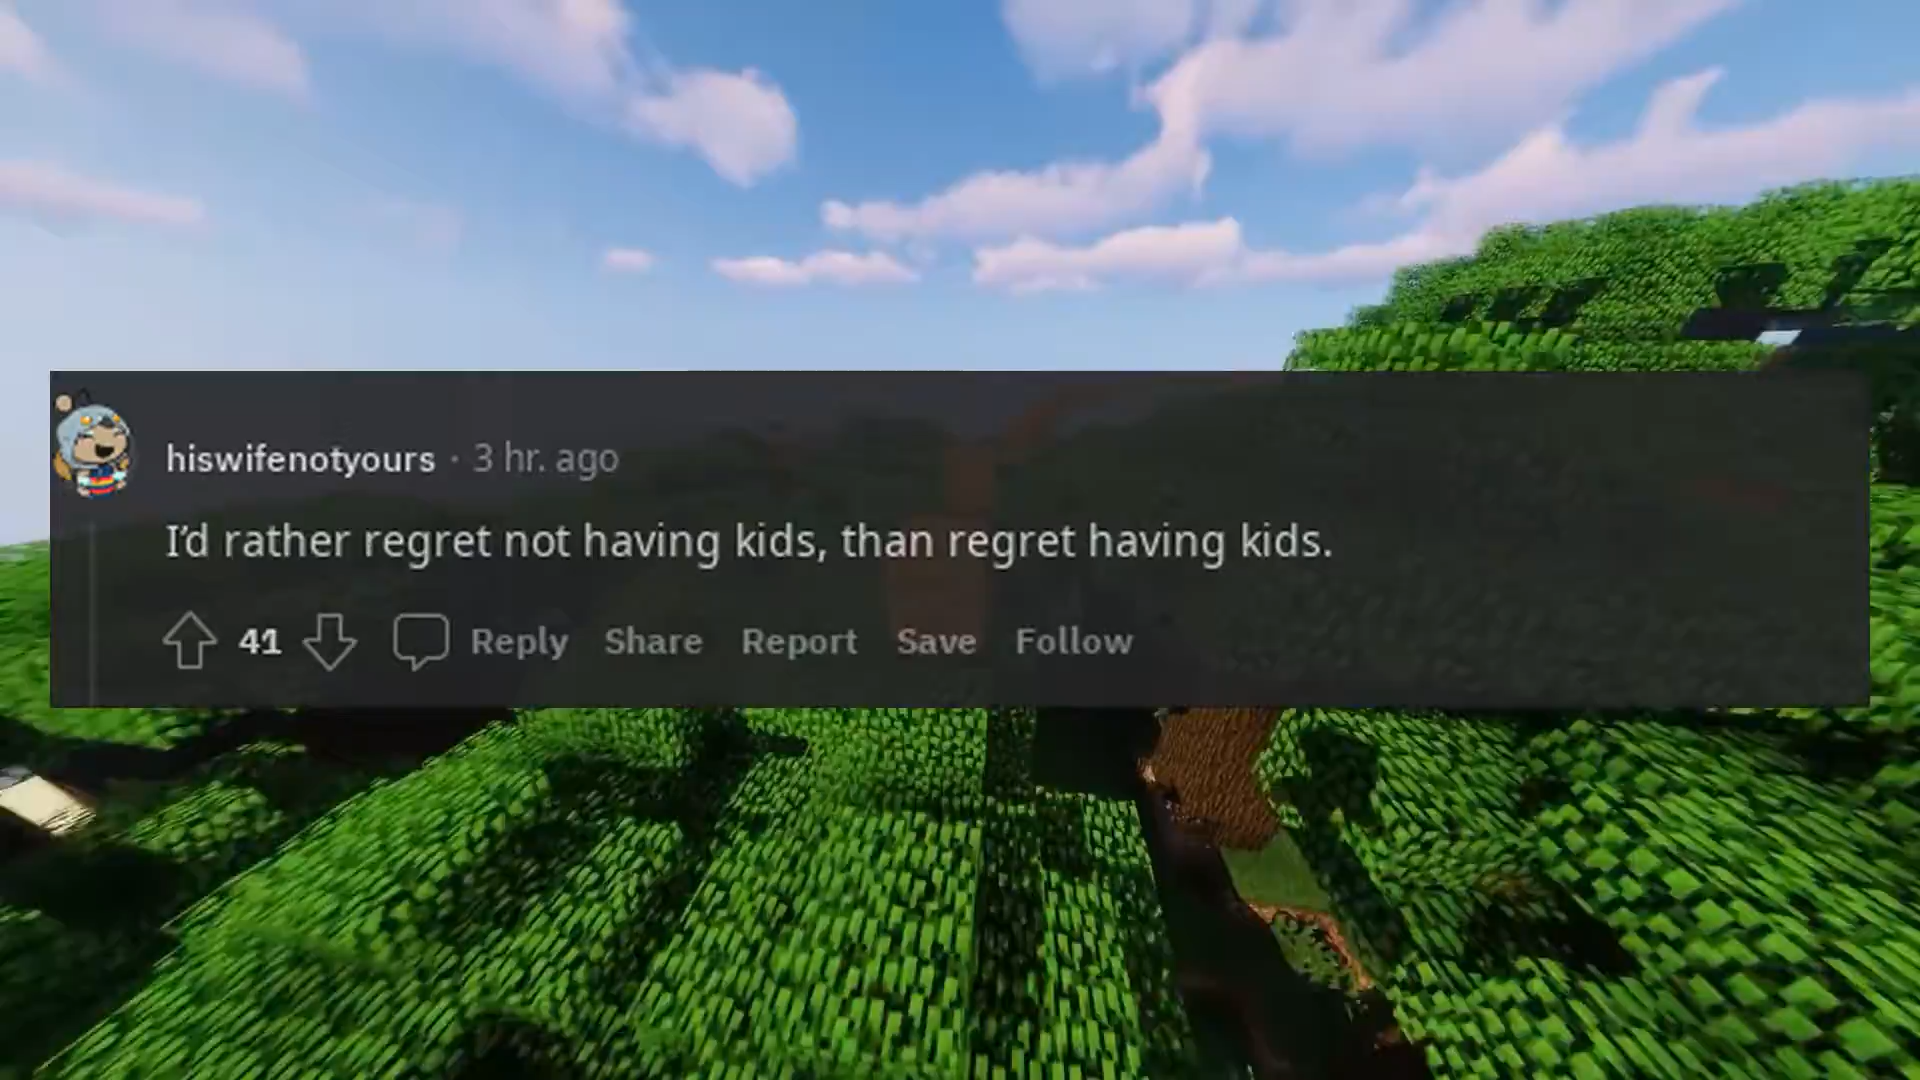 hiswifenotyours · 3 hr. ago
I’d rather regret not having kids, than regret having kids.
41 Reply Share Report Save Follow